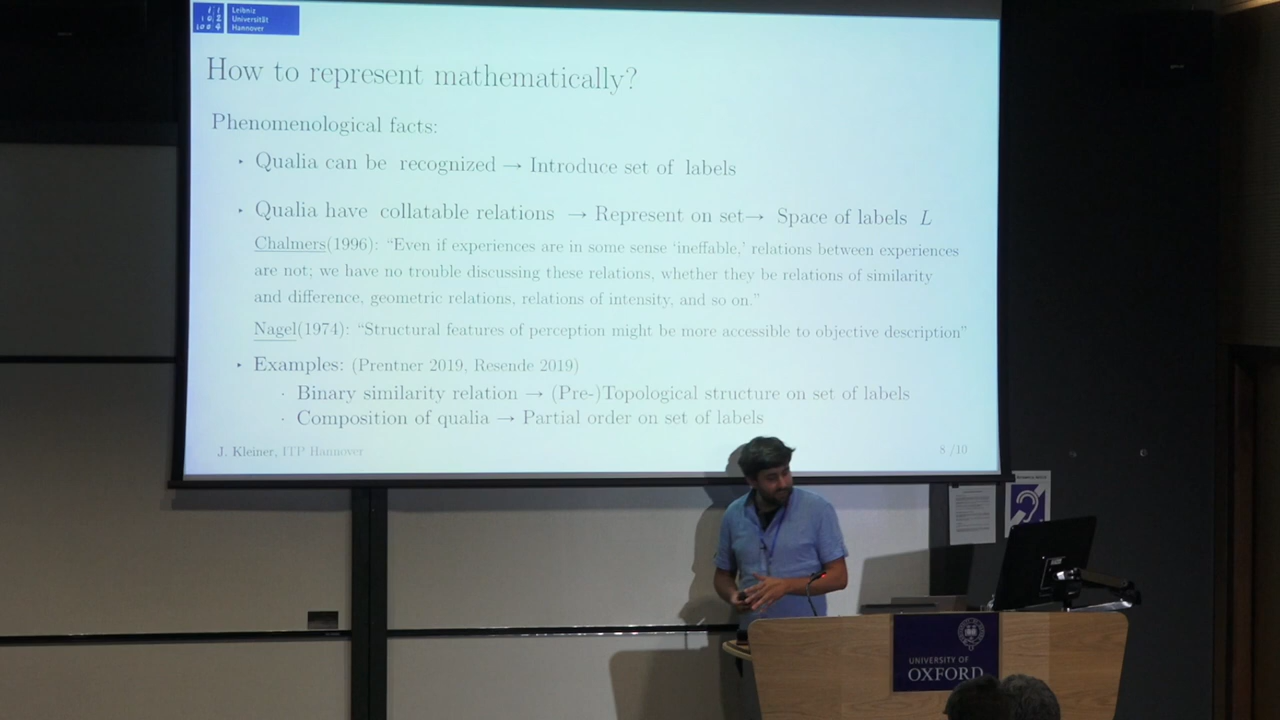 Leibniz
Universität
Hannover
How to represent mathematically?
Phenomenological facts:
‣ Qualia can be recognized → Introduce set of labels
‣ Qualia have collatable relations → Represent on set→ Space of labels L
Chalmers(1996): “Even if experiences are in some sense ‘ineffable,’ relations between experiences
are not; we have no trouble discussing these relations, whether they be relations of similarity
and difference, geometric relations, relations of intensity, and so on.”
Nagel(1974): “Structural features of perception might be more accessible to objective description”
‣ Examples: (Prentner 2019, Resende 2019)
· Binary similarity relation → (Pre-)Topological structure on set of labels
· Composition of qualia → Partial order on set of labels
J. Kleiner, ITP Hannover
8 /10
UNIVERSITY OF
OXFORD